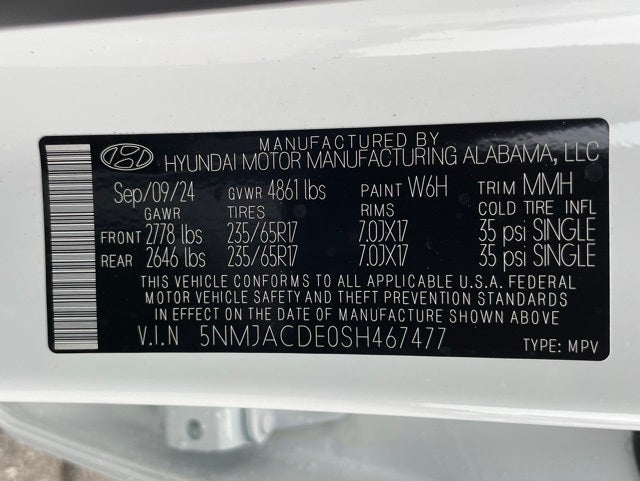 MANUFACTURED BY
HYUNDAI MOTOR MANUFACTURING ALABAMA, LLC
Sep/09/24 GVWR 4861 lbs PAINT W6H TRIM MMH
GAWR TIRES RIMS COLD TIRE INFL
FRONT 2778 lbs 235/65R17 7.0JX17 35 psi SINGLE
REAR 2646 lbs 235/65R17 7.0JX17 35 psi SINGLE
THIS VEHICLE CONFORMS TO ALL APPLICABLE U.S.A. FEDERAL
MOTOR VEHICLE SAFETY AND THEFT PREVENTION STANDARDS
IN EFFECT ON THE DATE OF MANUFACTURE SHOWN ABOVE
V.I.N 5NMJACDE0SH467477 TYPE: MPV